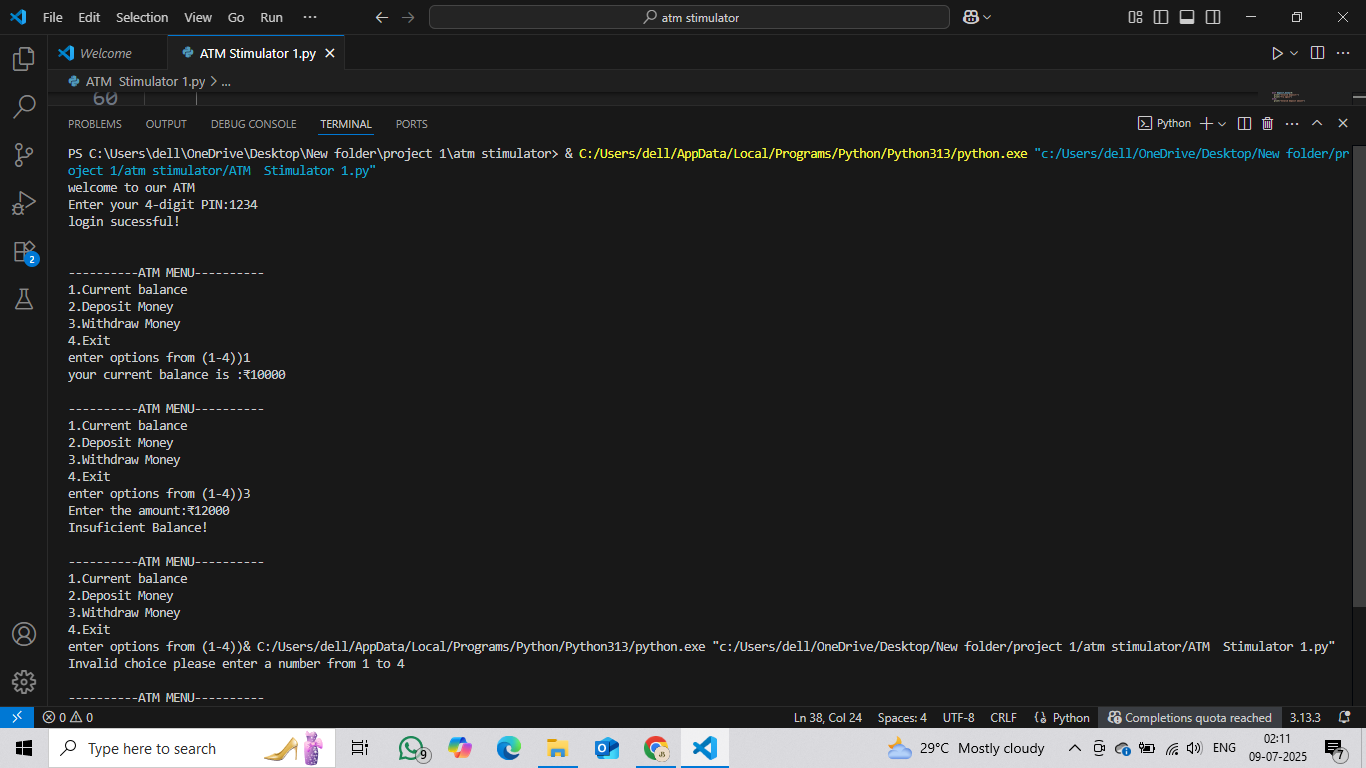 File Edit Selection View Go Run ··· atm stimulator
Welcome ATM Stimulator 1.py
ATM  Stimulator 1.py > ...
60
PROBLEMS OUTPUT DEBUG CONSOLE TERMINAL PORTS Python
PS C:\Users\dell\OneDrive\Desktop\New folder\project 1\atm stimulator> & C:/Users/dell/AppData/Local/Programs/Python/Python313/python.exe "c:/Users/dell/OneDrive/Desktop/New folder/pr
oject 1/atm stimulator/ATM  Stimulator 1.py"
welcome to our ATM
Enter your 4-digit PIN:1234
login sucessful!
----------ATM MENU----------
1.Current balance
2.Deposit Money
3.Withdraw Money
4.Exit
enter options from (1-4))1
your current balance is :₹10000
----------ATM MENU----------
1.Current balance
2.Deposit Money
3.Withdraw Money
4.Exit
enter options from (1-4))3
Enter the amount:₹12000
Insuficient Balance!
----------ATM MENU----------
1.Current balance
2.Deposit Money
3.Withdraw Money
4.Exit
enter options from (1-4))& C:/Users/dell/AppData/Local/Programs/Python/Python313/python.exe "c:/Users/dell/OneDrive/Desktop/New folder/project 1/atm stimulator/ATM  Stimulator 1.py"
Invalid choice please enter a number from 1 to 4
----------ATM MENU----------
2
0 0 Ln 38, Col 24 Spaces: 4 UTF-8 CRLF {} Python Completions quota reached 3.13.3
Type here to search 9 29°C Mostly cloudy ENG 02:11 7
09-07-2025